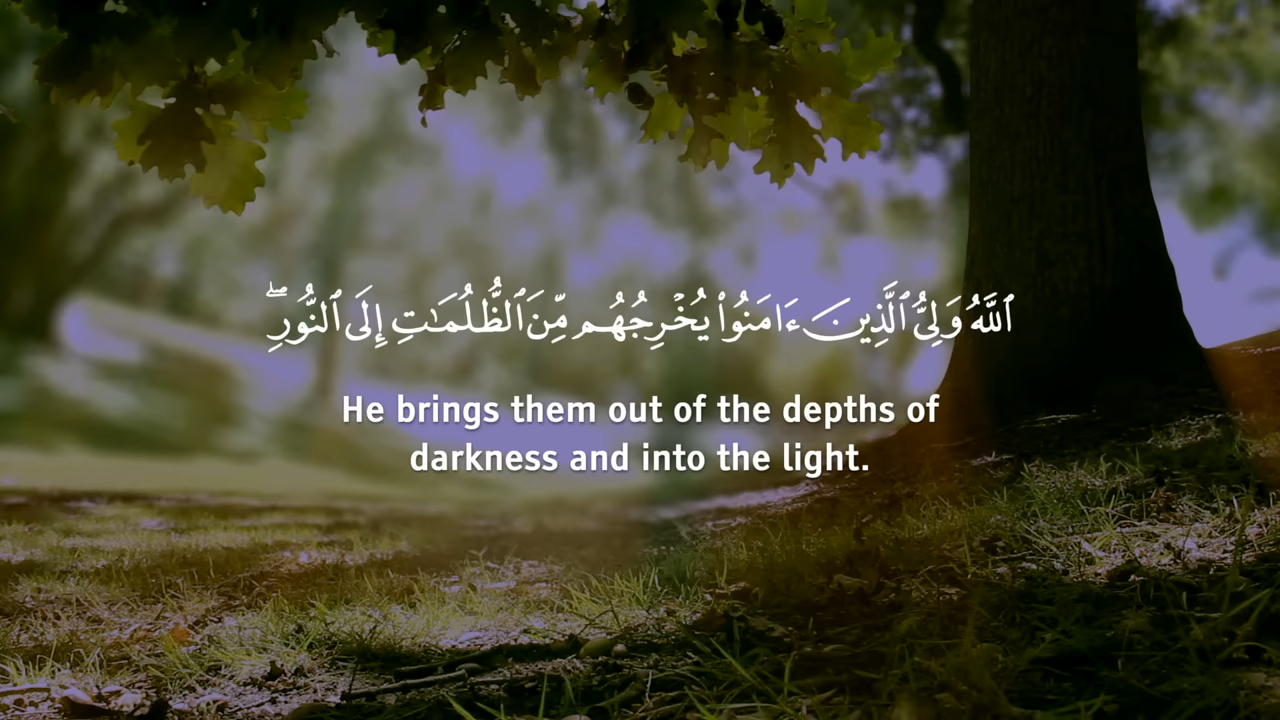 ٱللَّهُ وَلِىُّ ٱلَّذِينَ ءَامَنُوا۟ يُخْرِجُهُم مِّنَ ٱلظُّلُمَـٰتِ إِلَى ٱلنُّورِ ۖ
He brings them out of the depths of
darkness and into the light.